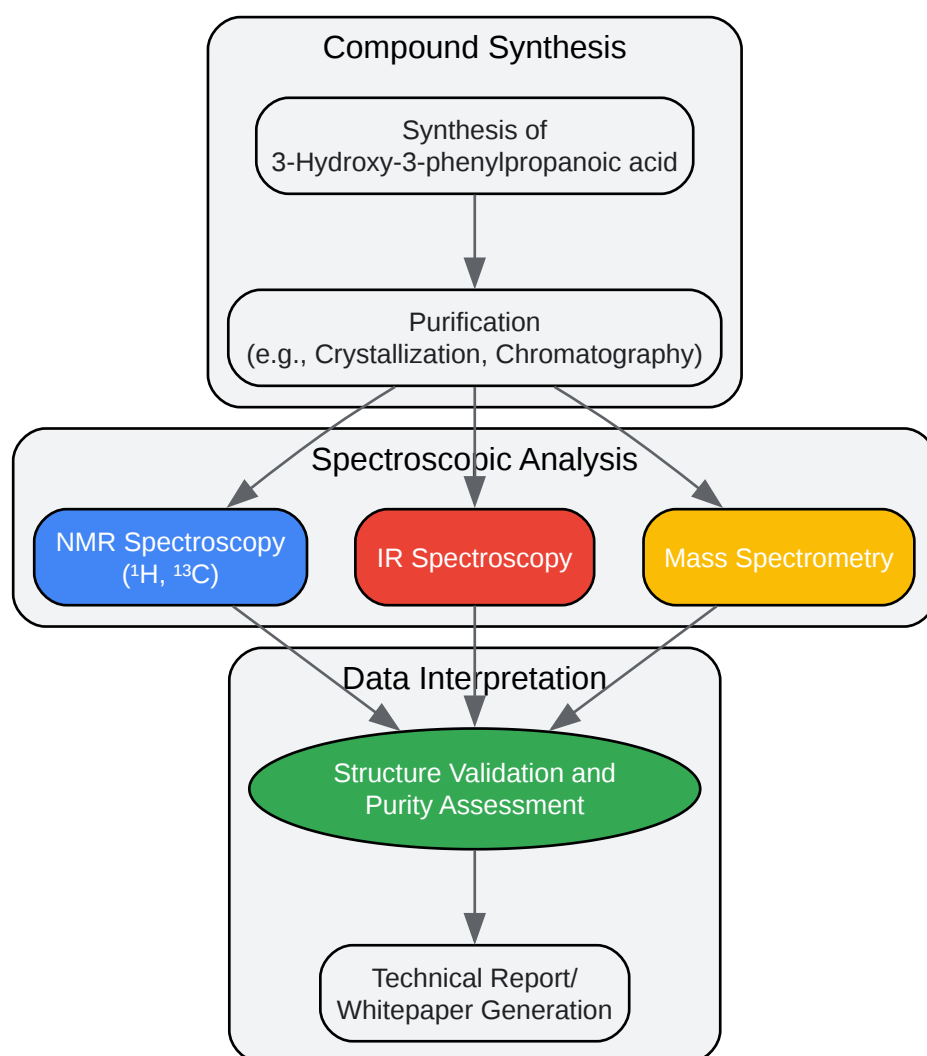 Compound Synthesis
Synthesis of
3-Hydroxy-3-phenylpropanoic acid
Purification
(e.g., Crystallization, Chromatography)
Spectroscopic Analysis
NMR Spectroscopy
(¹H, ¹³C)
IR Spectroscopy
Mass Spectrometry
Data Interpretation
Structure Validation and
Purity Assessment
Technical Report/
Whitepaper Generation